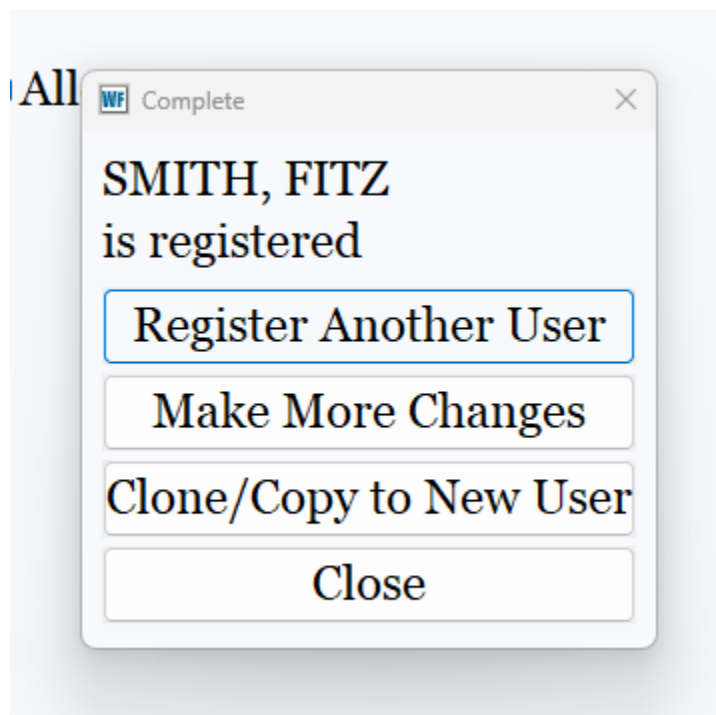 All
WF Complete
SMITH, FITZ
is registered
Register Another User
Make More Changes
Clone/Copy to New User
Close